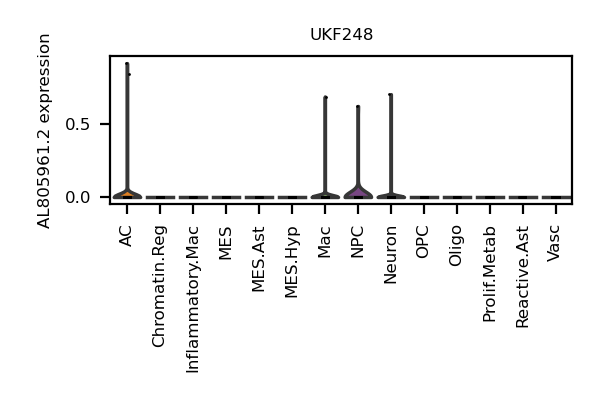 UKF248
AL805961.2 expression
0.5
0.0
AC
Chromatin.Reg
Inflammatory.Mac
MES
MES.Ast
MES.Hyp
Mac
NPC
Neuron
OPC
Oligo
Prolif.Metab
Reactive.Ast
Vasc